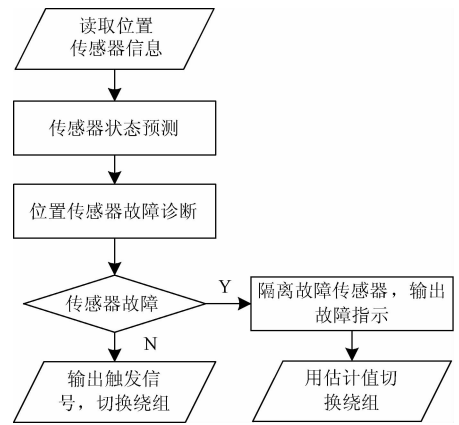 读取位置
传感器信息
传感器状态预测
位置传感器故障诊断
传感器故障
Y
隔离故障传感器，输出
故障指示
N
输出触发信
号，切换绕组
用估计值切
换绕组